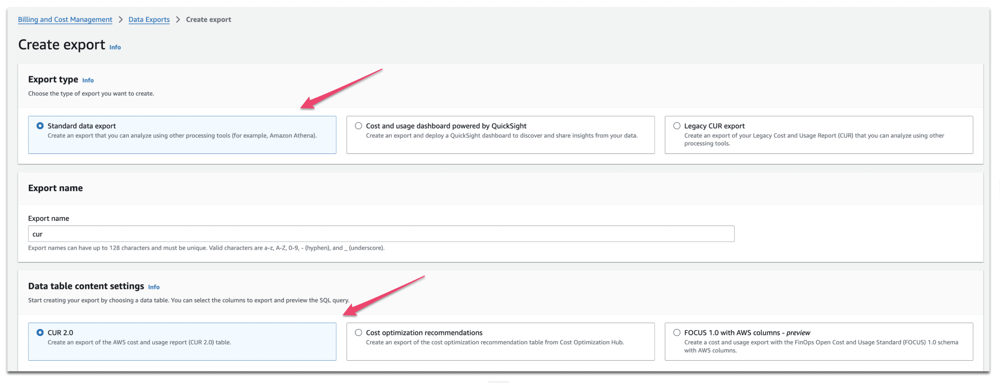 Billing and Cost Management > Data Exports > Create export
Create export Info
Export type Info
Choose the type of export you want to create.
Standard data export
Create an export that you can analyze using other processing tools (for example, Amazon Athena).
Cost and usage dashboard powered by QuickSight
Create an export and deploy a QuickSight dashboard to discover and share insights from your data.
Legacy CUR export
Create an export of your Legacy Cost and Usage Report (CUR) that you can analyze using other
processing tools.
Export name
Export name
cur
Export names can have up to 128 characters and must be unique. Valid characters are a-z, A-Z, 0-9, - (hyphen), and _ (underscore).
Data table content settings Info
Start creating your export by choosing a data table. You can select the columns to export and preview the SQL query.
CUR 2.0
Create an export of the AWS cost and usage report (CUR 2.0) table.
Cost optimization recommendations
Create an export of the cost optimization recommendation table from Cost Optimization Hub.
FOCUS 1.0 with AWS columns - preview
Create a cost and usage export with the FinOps Open Cost and Usage Standard (FOCUS) 1.0 schema
with AWS columns.